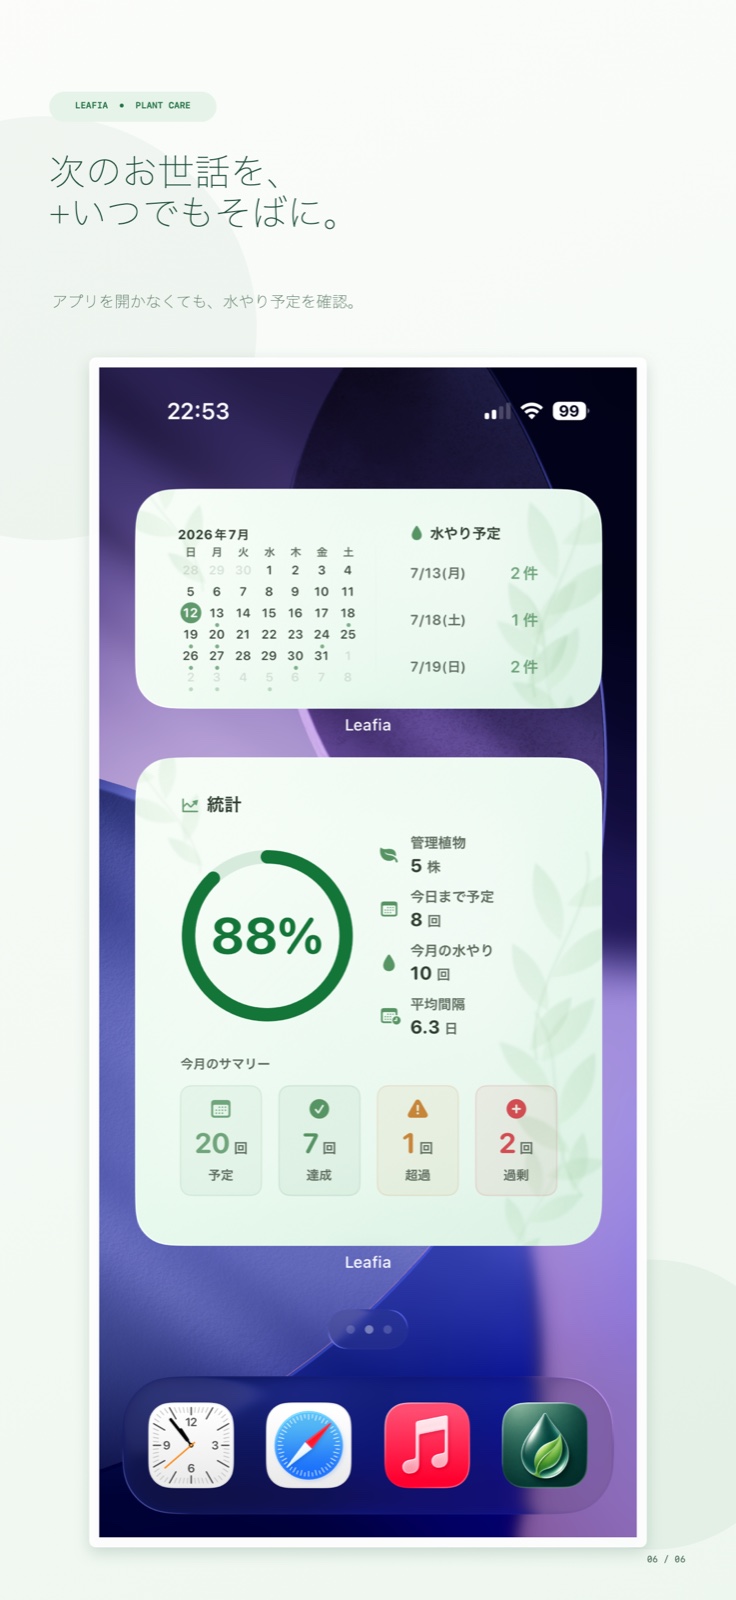 LEAFIA • PLANT CARE
次のお世話を、
+いつでもそばに。
アプリを開かなくても、水やり予定を確認。
22:53
99
2026年7月
日 月 火 水 木 金 土
28 29 30 1 2 3 4
5 6 7 8 9 10 11
12 13 14 15 16 17 18
19 20 21 22 23 24 25
26 27 28 29 30 31 1
2 3 4 5 6 7 8
水やり予定
7/13(月) 2件
7/18(土) 1件
7/19(日) 2件
Leafia
統計
88%
管理植物
5 株
今日まで予定
8 回
今月の水やり
10 回
平均間隔
6.3 日
今月のサマリー
20 回
予定
7 回
達成
1 回
超過
2 回
過剰
Leafia
12
9 3
6
06 / 06